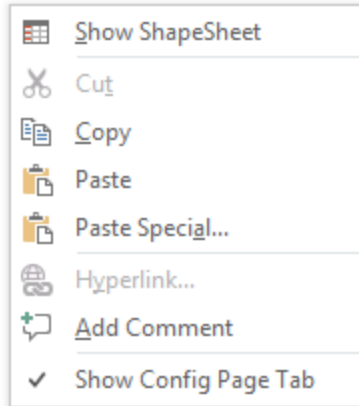 Show ShapeSheet
Cut
Copy
Paste
Paste Special...
Hyperlink...
Add Comment
Show Config Page Tab